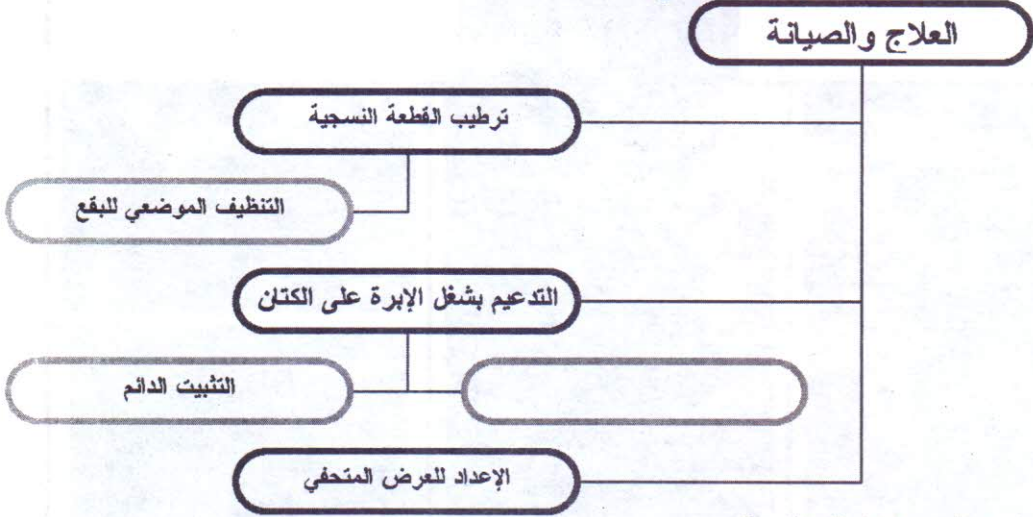 العلاج والصيانة
ترطيب القطعة النسجية
التنظيف الموضعي للبقع
التدعيم بشغل الإبرة على الكتان
التثبيت الدائم
الإعداد للعرض المتحفي